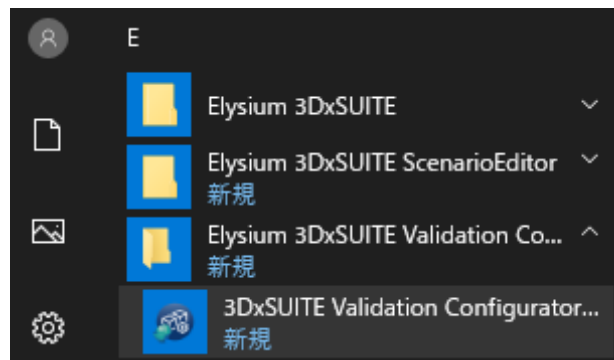 E
Elysium 3DxSUITE
Elysium 3DxSUITE ScenarioEditor
新規
Elysium 3DxSUITE Validation Co...
新規
3DxSUITE Validation Configurator...
新規